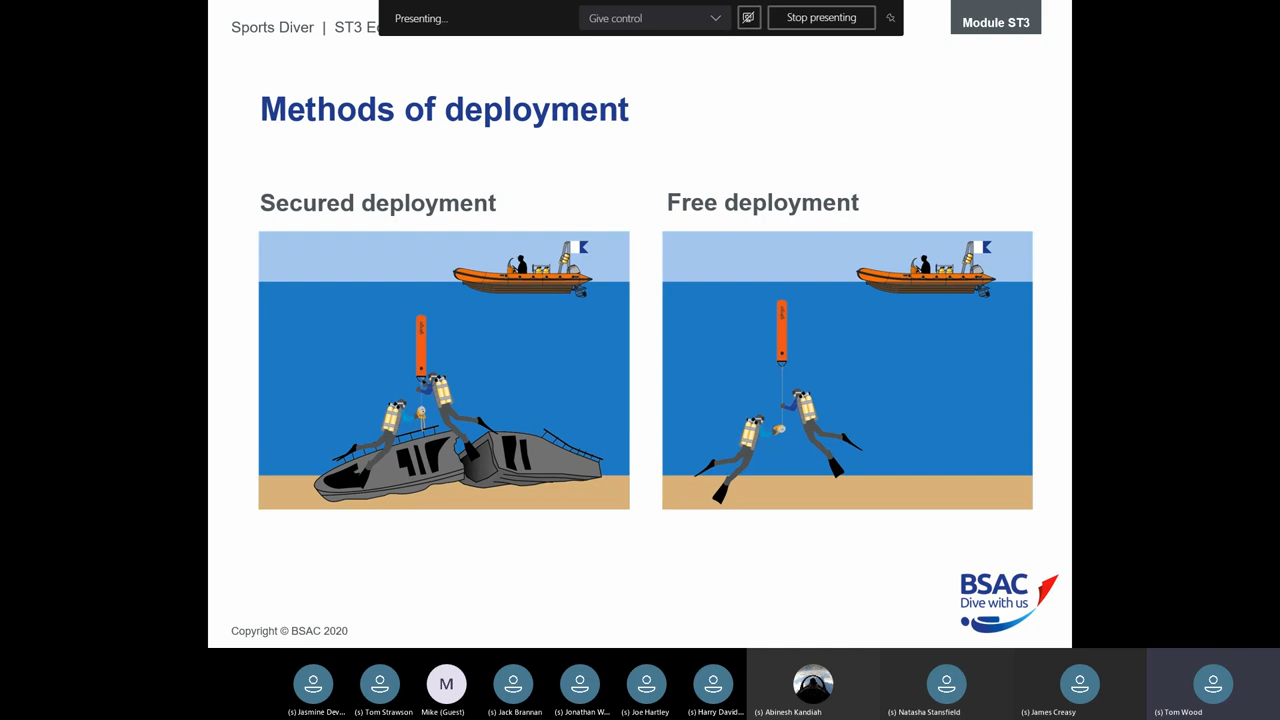 Presenting...
Give control
Stop presenting
Sports Diver | ST3 E
Module ST3
Methods of deployment
Secured deployment
Free deployment
BSAC
Dive with us
Copyright © BSAC 2020
M
(s) Jasmine Dev...
(s) Tom Strawson
Mike (Guest)
(s) Jack Brannan
(s) Jonathan W...
(s) Joe Hartley
(s) Harry David...
(s) Abinesh Kandiah
(s) Natasha Stansfield
(s) James Creasy
(s) Tom Wood